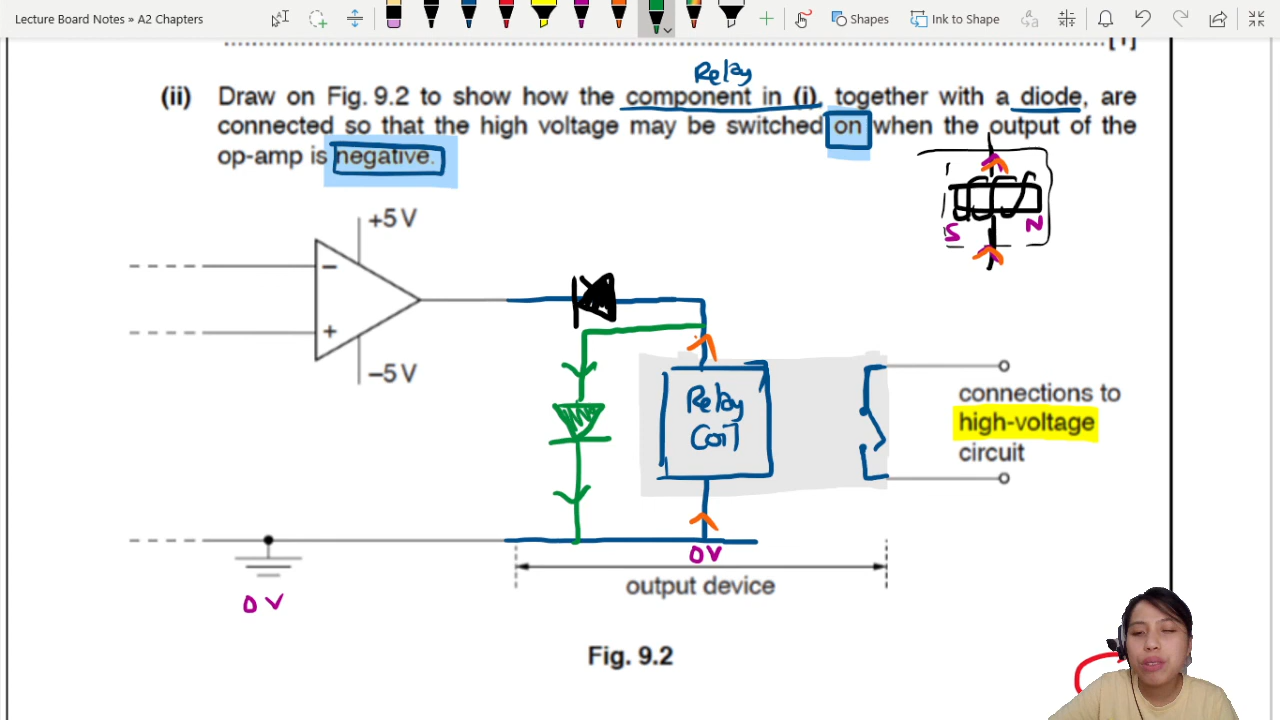 Lecture Board Notes » A2 Chapters
Shapes
Ink to Shape
[1]
Relay
(ii) Draw on Fig. 9.2 to show how the component in (i), together with a diode, are
connected so that the high voltage may be switched on when the output of the
op-amp is negative.
S
N
+5 V
−
+
–5 V
Relay
Coil
connections to
high-voltage
circuit
0V
0 V
output device
Fig. 9.2